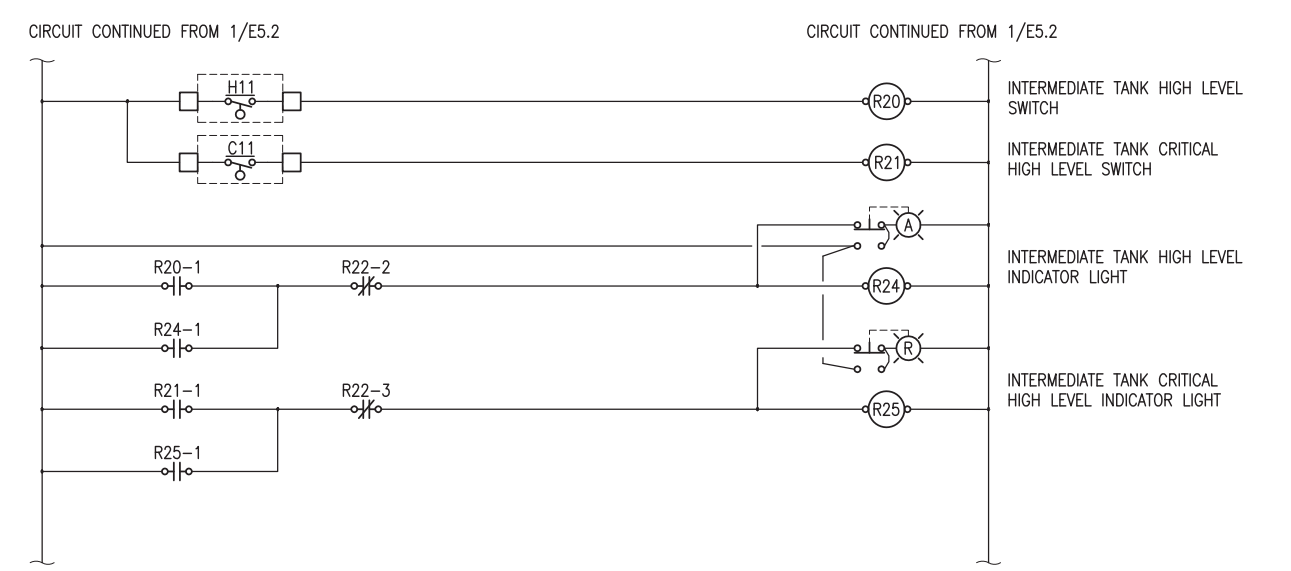 CIRCUIT CONTINUED FROM 1/E5.2
CIRCUIT CONTINUED FROM 1/E5.2
H11
R20
INTERMEDIATE TANK HIGH LEVEL
SWITCH
C11
R21
INTERMEDIATE TANK CRITICAL
HIGH LEVEL SWITCH
A
R20-1
R22-2
R24
INTERMEDIATE TANK HIGH LEVEL
INDICATOR LIGHT
R24-1
R
R21-1
R22-3
R25
INTERMEDIATE TANK CRITICAL
HIGH LEVEL INDICATOR LIGHT
R25-1